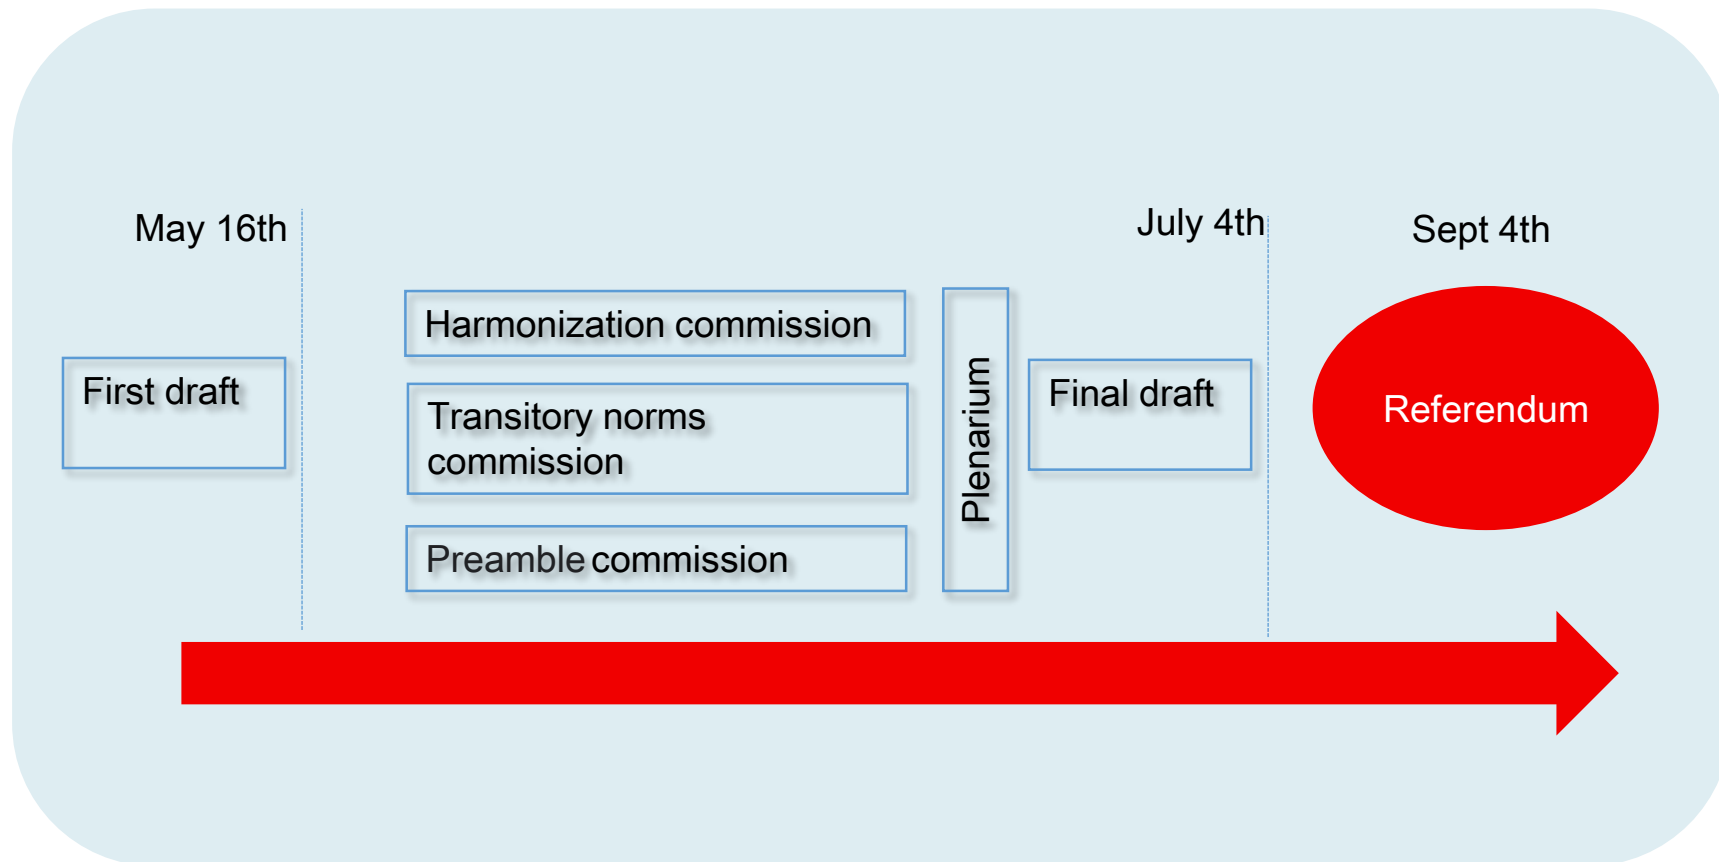 May 16th
July 4th
Sept 4th
First draft
Harmonization commission
Transitory norms
commission
Preamble commission
Plenarium
Final draft
Referendum